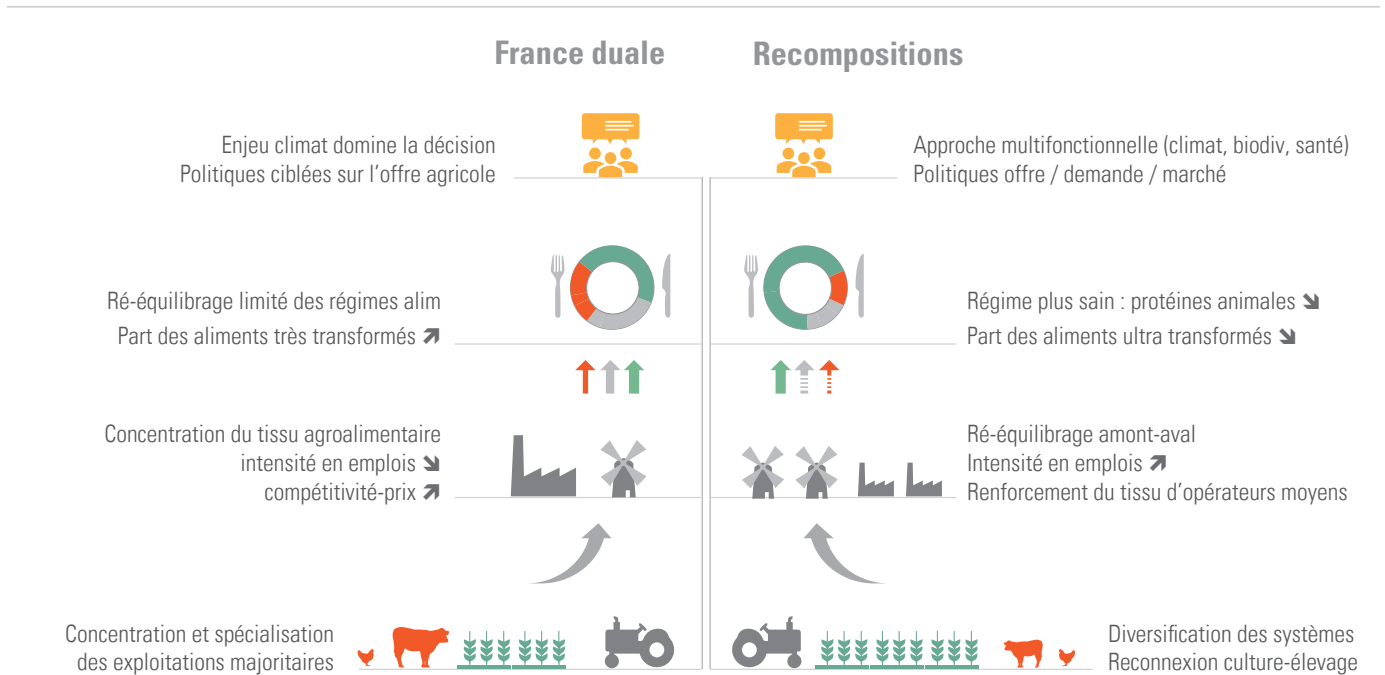 France duale
Recompositions
Enjeu climat domine la décision
Politiques ciblées sur l'offre agricole
Approche multifonctionnelle (climat, biodiv, santé)
Politiques offre / demande / marché
Ré-équilibrage limité des régimes alim
Part des aliments très transformés ↗
Régime plus sain : protéines animales ↘
Part des aliments ultra transformés ↘
Concentration du tissu agroalimentaire
intensité en emplois ↘
compétitivité-prix ↗
Ré-équilibrage amont-aval
Intensité en emplois ↗
Renforcement du tissu d'opérateurs moyens
Concentration et spécialisation
des exploitations majoritaires
Diversification des systèmes
Reconnexion culture-élevage